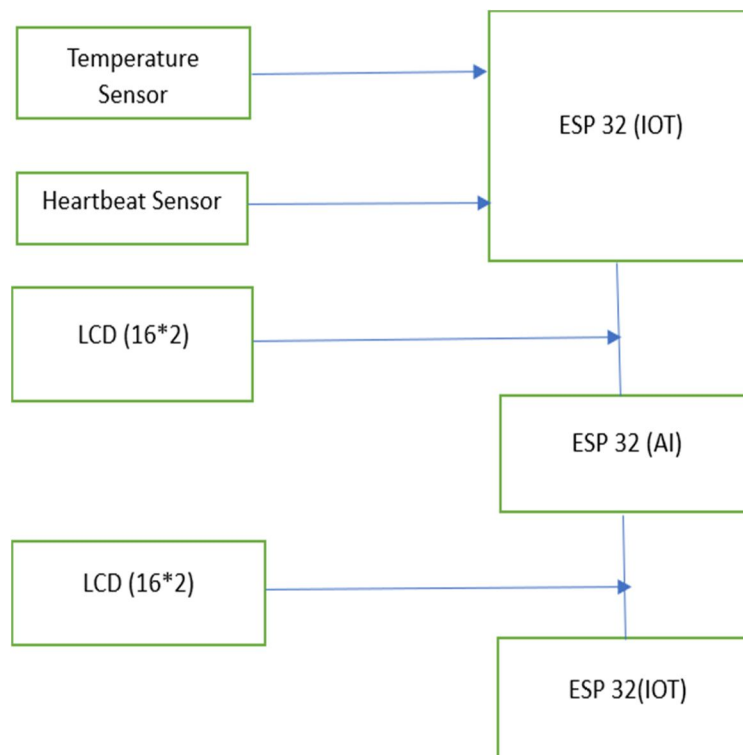 Temperature
Sensor
ESP 32 (IOT)
Heartbeat Sensor
LCD (16*2)
ESP 32 (AI)
LCD (16*2)
ESP 32(IOT)